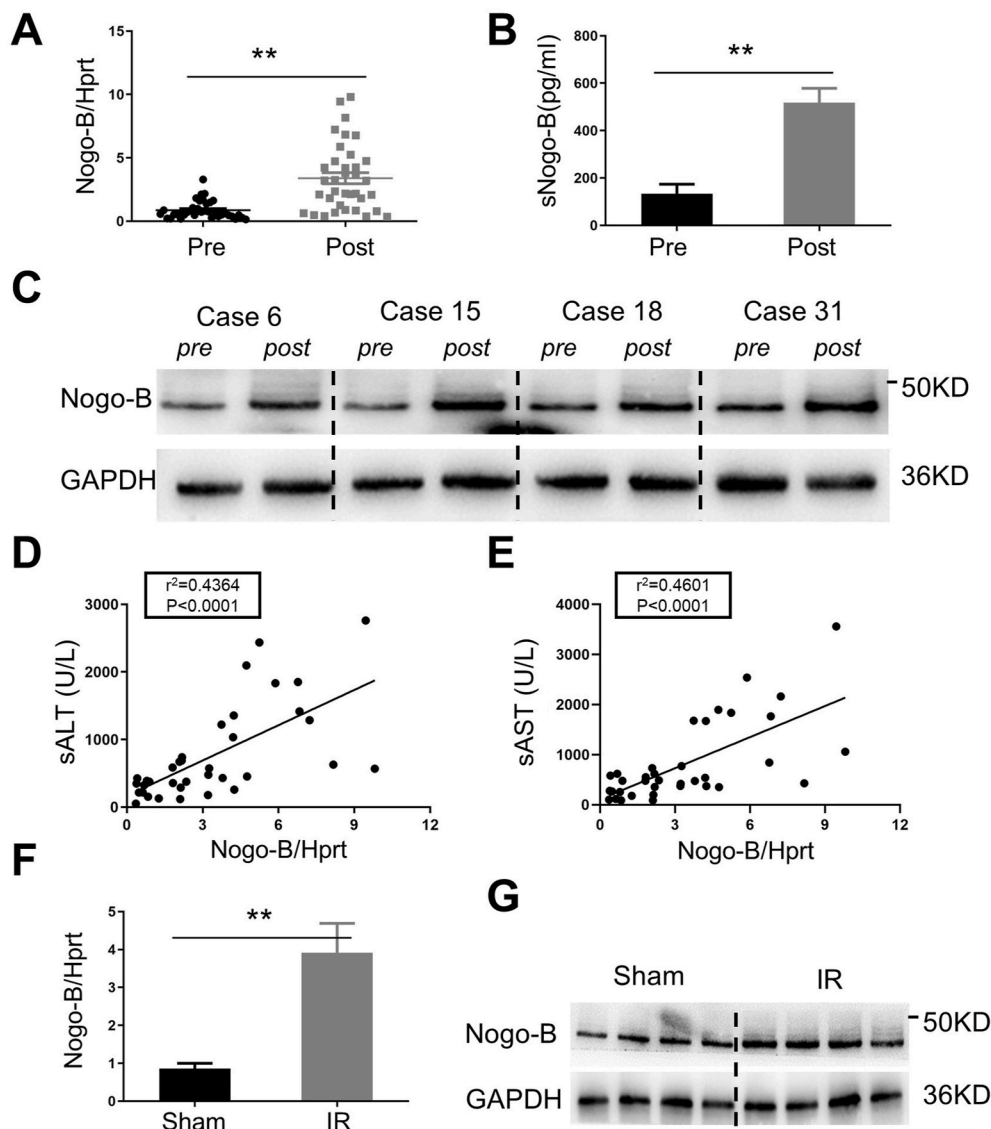 A
Nogo-B/Hprt
15
10
5
0
**
Pre
Post
B
sNogo-B(pg/ml)
800
600
400
200
0
**
Pre
Post
C
Case 6
Case 15
Case 18
Case 31
pre
post
pre
post
pre
post
pre
post
Nogo-B
50KD
GAPDH
36KD
D
r²=0.4364
P<0.0001
sALT (U/L)
3000
2000
1000
0
0
3
6
9
12
Nogo-B/Hprt
E
r²=0.4601
P<0.0001
sAST (U/L)
4000
3000
2000
1000
0
0
3
6
9
12
Nogo-B/Hprt
F
Nogo-B/Hprt
5
4
3
2
1
0
**
Sham
IR
G
Sham
IR
Nogo-B
50KD
GAPDH
36KD